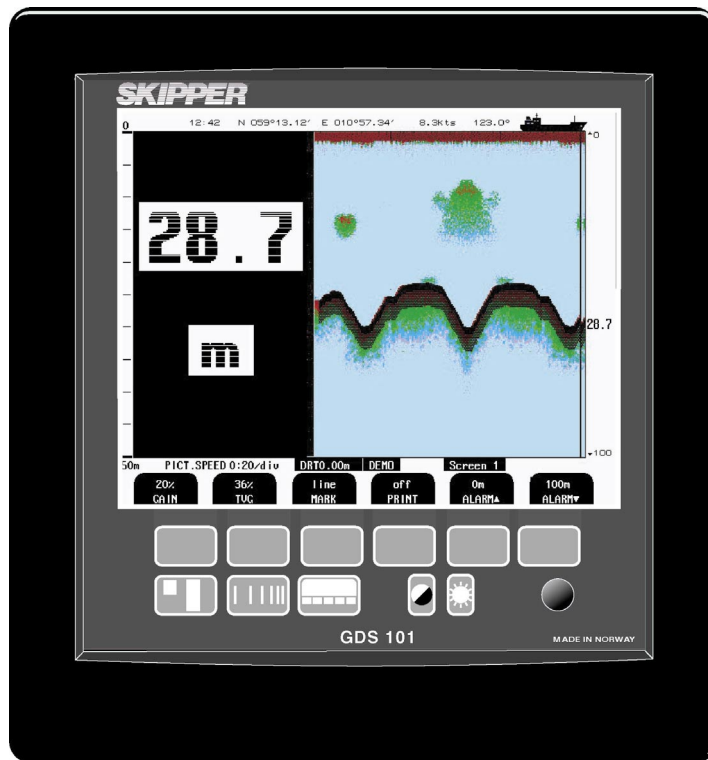 SKIPPER
0 12:42 N 059°13.12' E 010°57.34' 8.3kts 123.0°
▲0
28.7
m
28.7
▼100
50m PICT.SPEED 0:20/div DRT0.00m DEMO Screen 1
20% 36% line off 0m 100m
GAIN TVG MARK PRINT ALARM▲ ALARM▼
GDS 101
MADE IN NORWAY